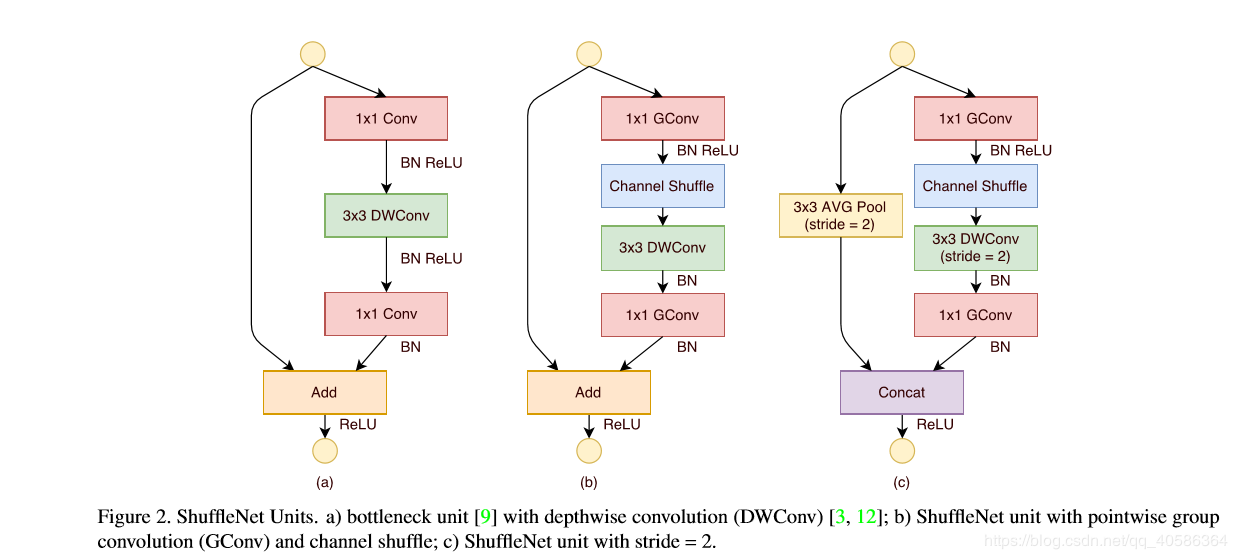 1x1 Conv
BN ReLU
3x3 DWConv
BN ReLU
1x1 Conv
BN
Add
ReLU
(a)
1x1 GConv
BN ReLU
Channel Shuffle
3x3 DWConv
BN
1x1 GConv
BN
Add
ReLU
(b)
1x1 GConv
BN ReLU
3x3 AVG Pool
(stride = 2)
Channel Shuffle
3x3 DWConv
(stride = 2)
BN
1x1 GConv
BN
Concat
ReLU
(c)
Figure 2. ShuffleNet Units. a) bottleneck unit [9] with depthwise convolution (DWConv) [3, 12]; b) ShuffleNet unit with pointwise group
convolution (GConv) and channel shuffle; c) ShuffleNet unit with stride = 2.
https://blog.csdn.net/qq_40586364